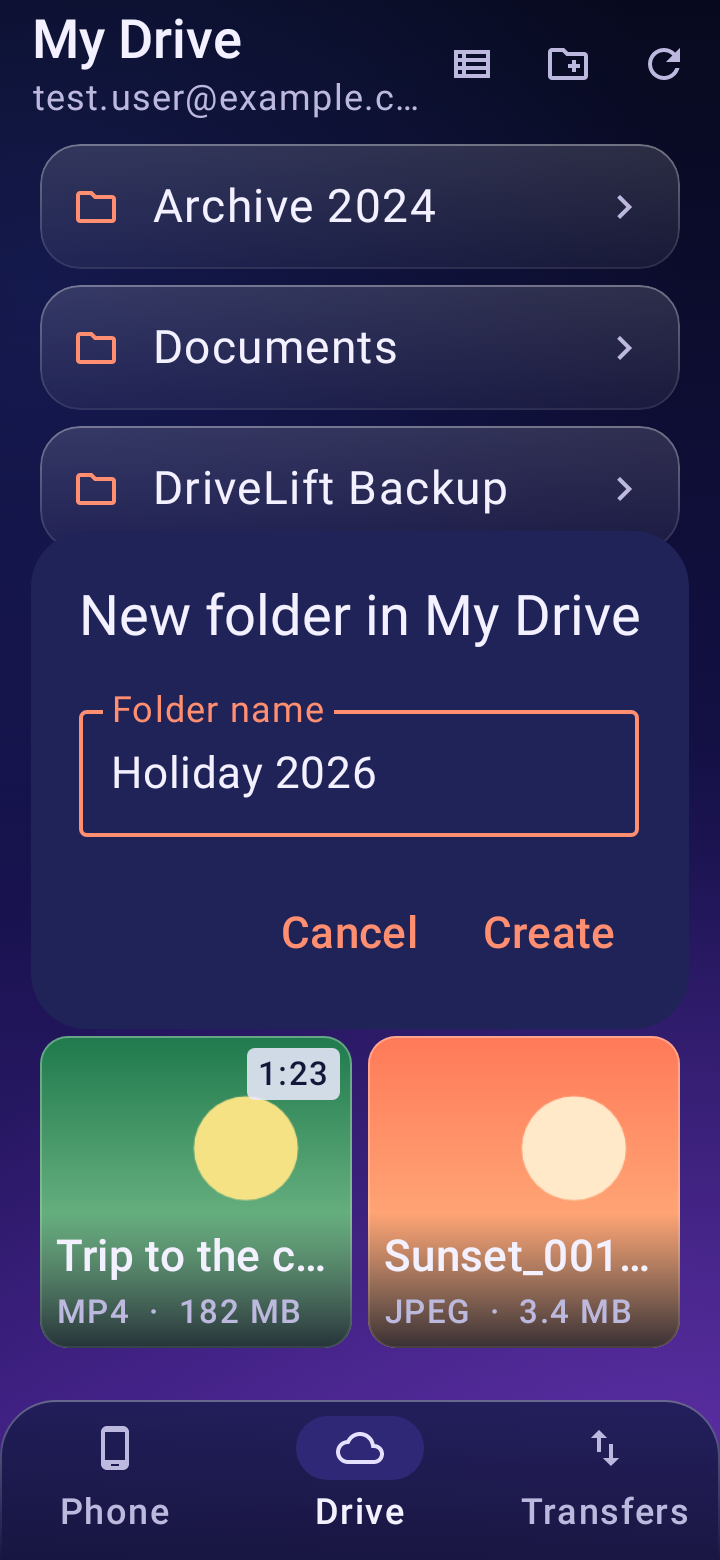 My Drive
test.user@example.c…
Archive 2024
Documents
DriveLift Backup
New folder in My Drive
Folder name
Holiday 2026
Cancel Create
1:23
Trip to the c…
MP4 · 182 MB
Sunset_001…
JPEG · 3.4 MB
Phone Drive Transfers